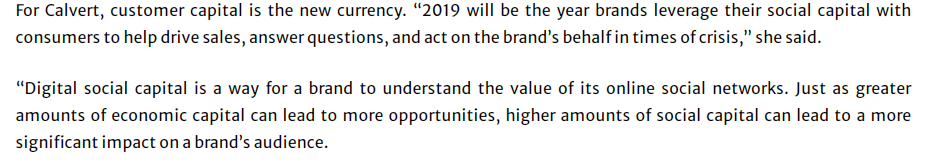 For Calvert, customer capital is the new currency. “2019 will be the year brands leverage their social capital with
consumers to help drive sales, answer questions, and act on the brand’s behalf in times of crisis,” she said.
“Digital social capital is a way for a brand to understand the value of its online social networks. Just as greater
amounts of economic capital can lead to more opportunities, higher amounts of social capital can lead to a more
significant impact on a brand’s audience.